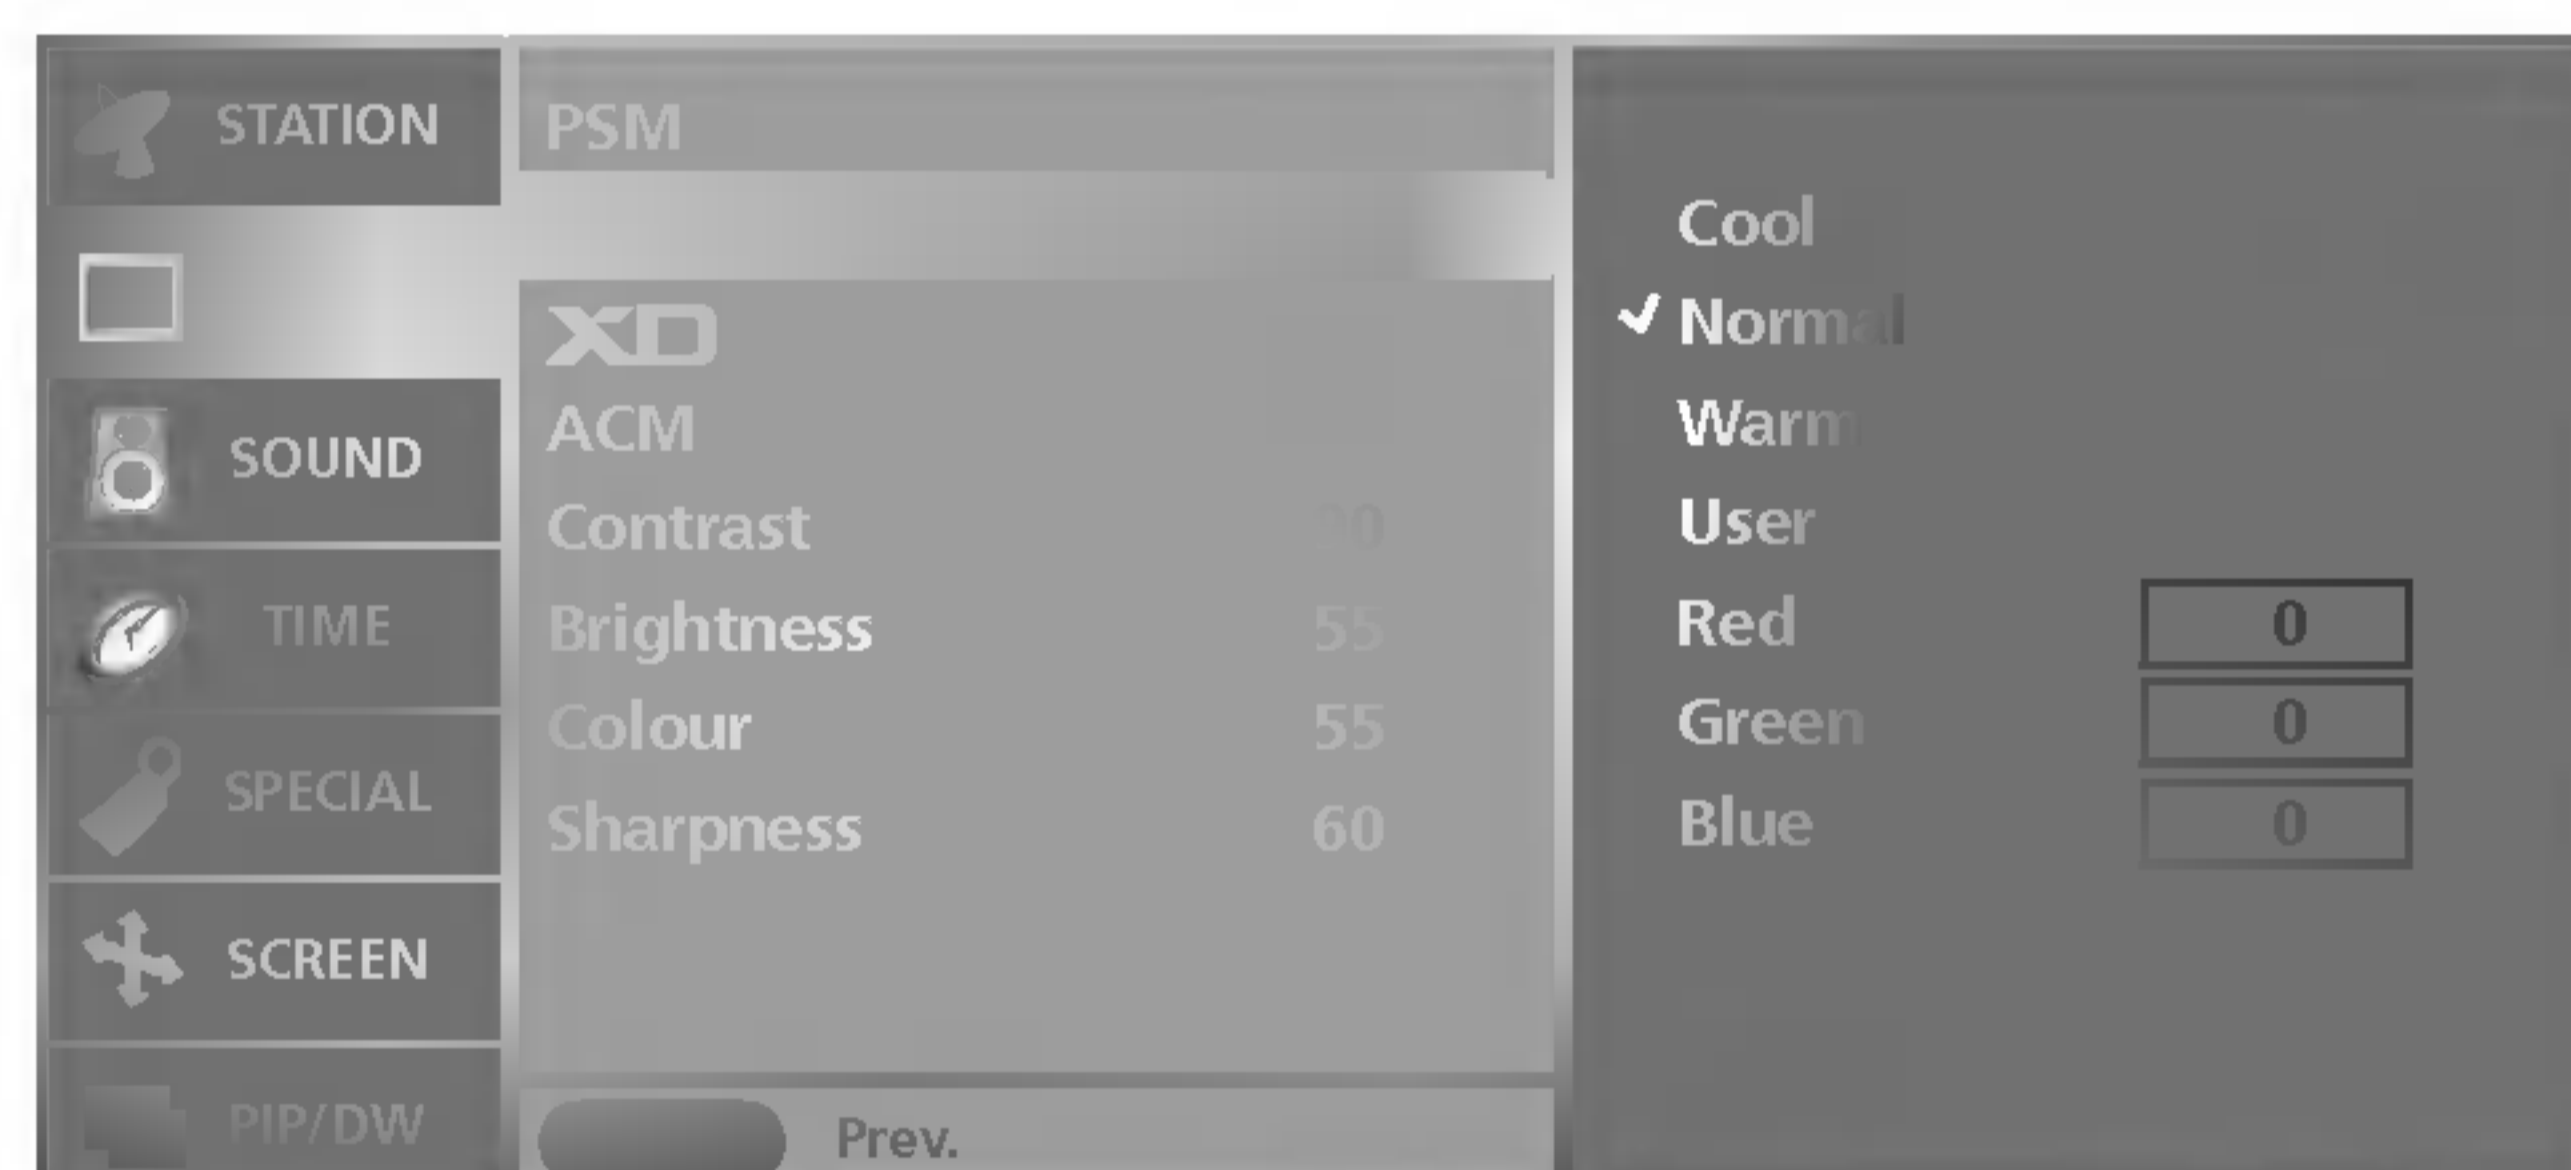 STATION
SOUND
TIME
SPECIAL
SCREEN
PIP/DW
PSM
XD
ACM
Contrast
Brightness 55
Colour 55
Sharpness 60
Prev.
Cool
✔ Normal
Warm
User
Red 0
Green 0
Blue 0